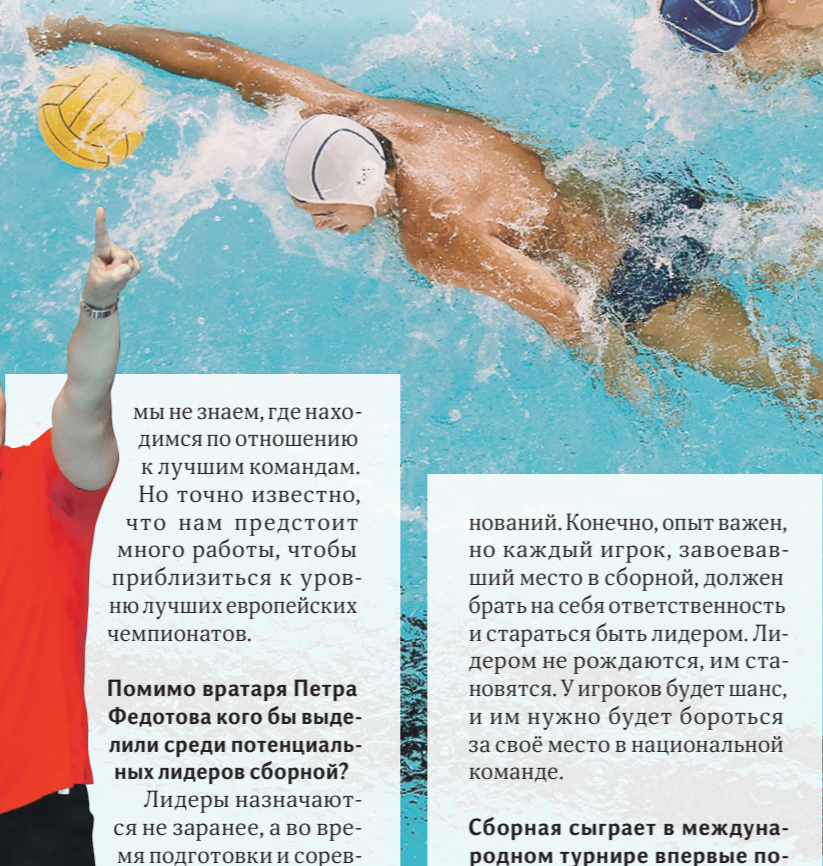 мы не знаем, где нахо-
димся по отношению
к лучшим командам.
Но точно известно,
что нам предстоит
много работы, чтобы
приблизиться к уров-
ню лучших европейских
чемпионатов.
Помимо вратаря Петра
Федотова кого бы выде-
лили среди потенциаль-
ных лидеров сборной?
Лидеры назначают-
ся не заранее, а во вре-
мя подготовки и сорев-
нований. Конечно, опыт важен,
но каждый игрок, завоевав-
ший место в сборной, должен
брать на себя ответственность
и стараться быть лидером. Ли-
дером не рождаются, им ста-
новятся. У игроков будет шанс,
и им нужно будет бороться
за своё место в национальной
команде.
Сборная сыграет в междуна-
родном турнире впервые по-